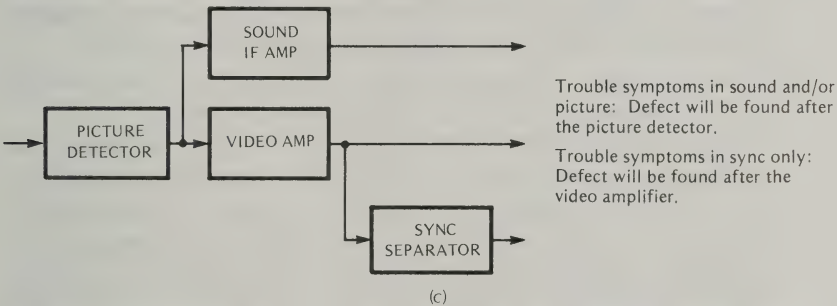 SOUND
IF AMP
PICTURE
DETECTOR
VIDEO AMP
SYNC
SEPARATOR
Trouble symptoms in sound and/or
picture: Defect will be found after
the picture detector.
Trouble symptoms in sync only:
Defect will be found after the
video amplifier.
(c)